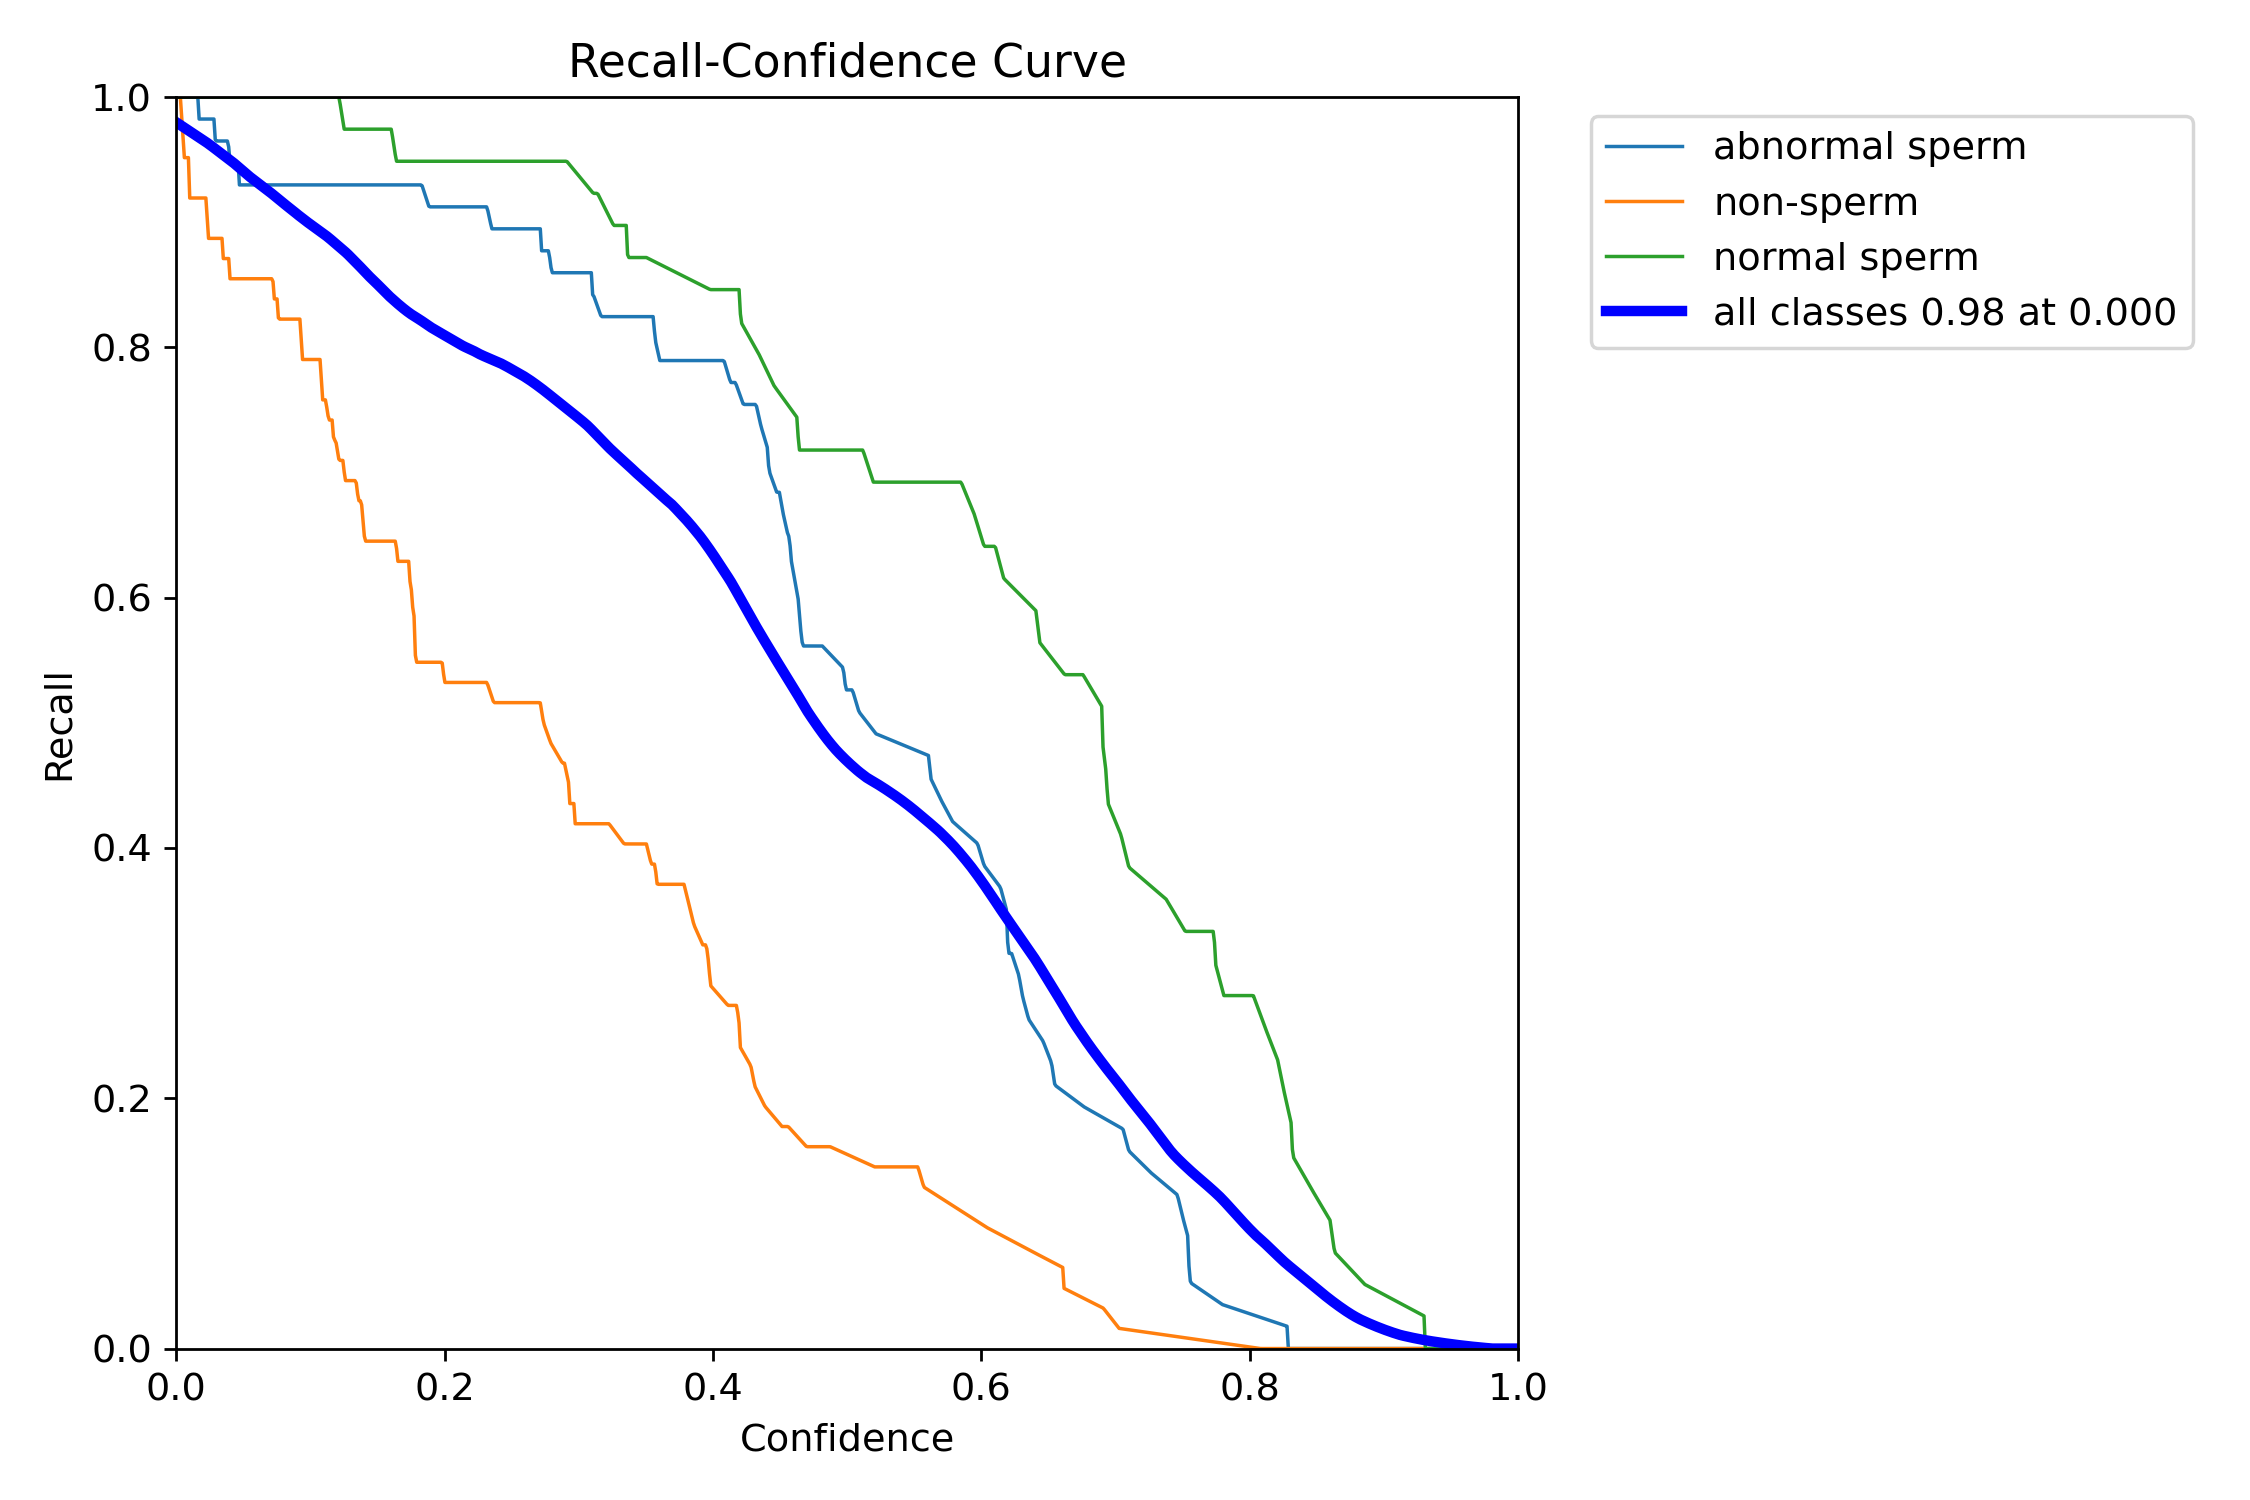 Recall-Confidence Curve
1.0
0.8
0.6
0.4
0.2
0.0
Recall
0.0 0.2 0.4 0.6 0.8 1.0
Confidence
abnormal sperm
non-sperm
normal sperm
all classes 0.98 at 0.000